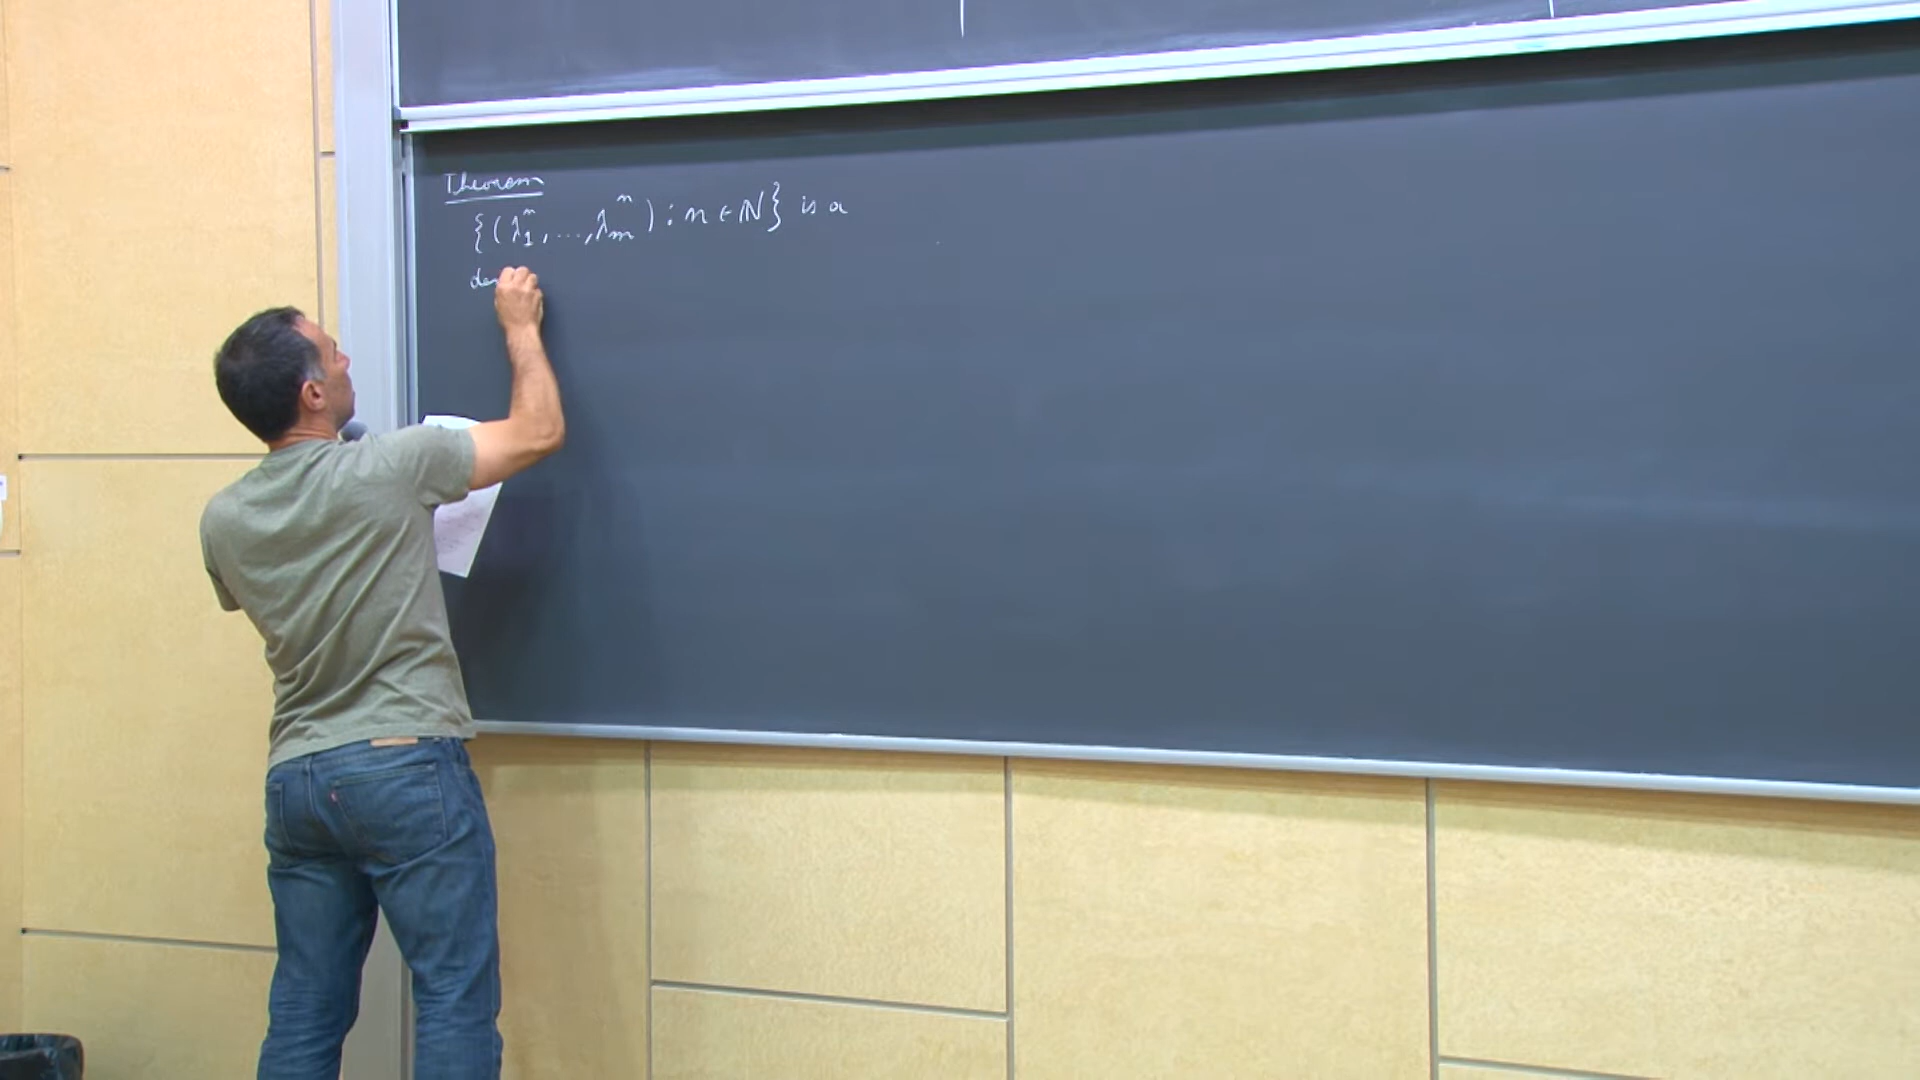 Theorem
{(λ₁ⁿ, ..., λₘⁿ) : n ∈ ℕ} is a